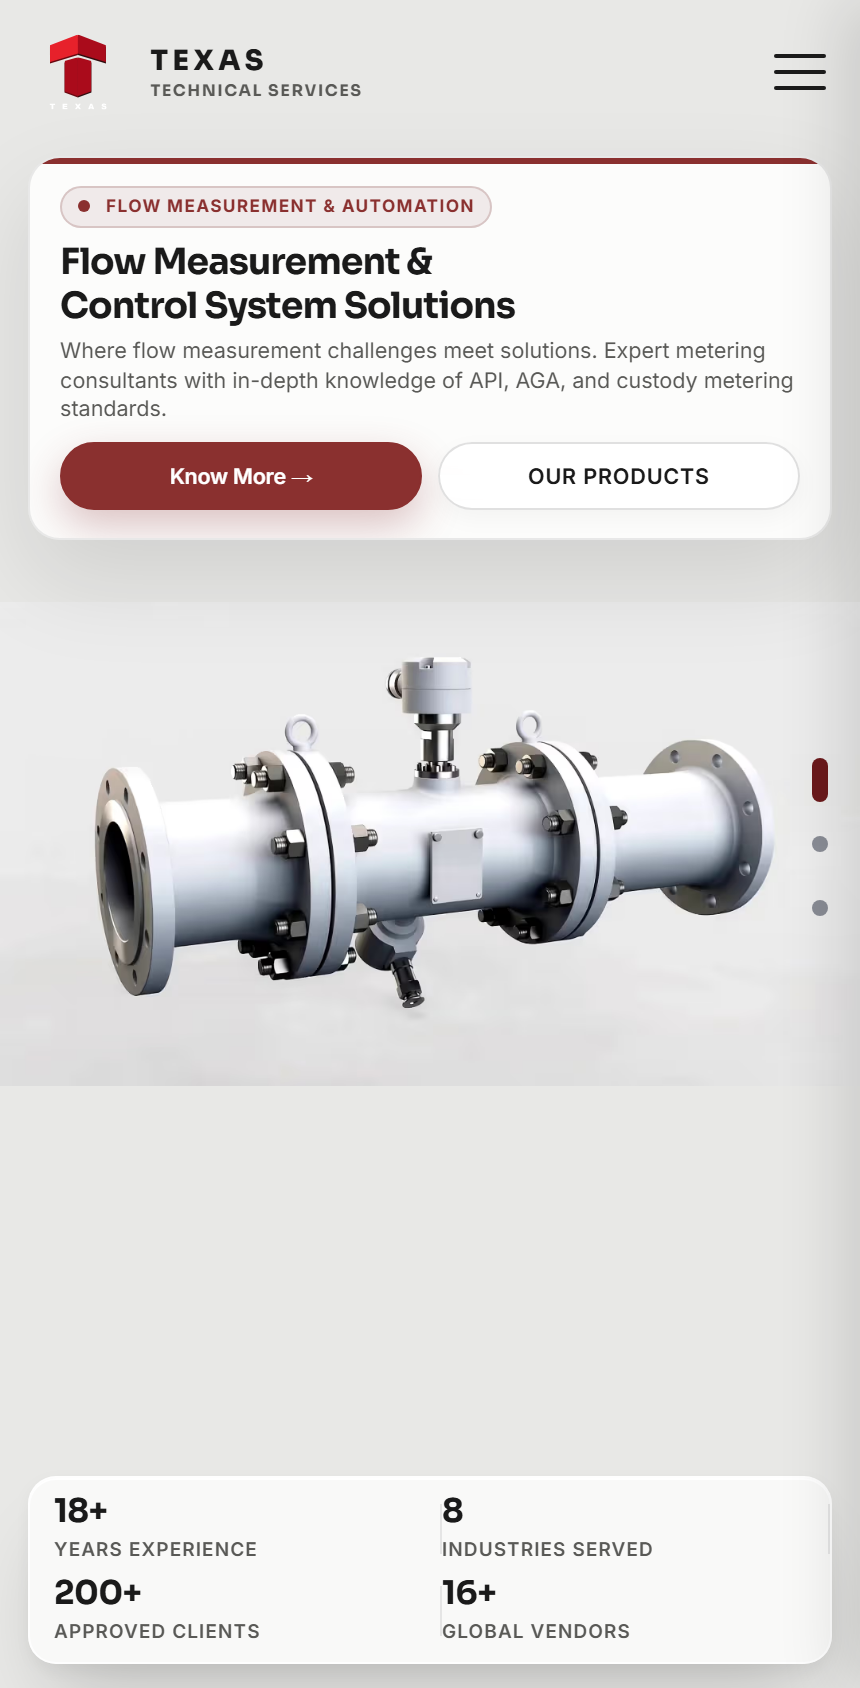 TEXAS
TEXAS
TECHNICAL SERVICES
FLOW MEASUREMENT & AUTOMATION
Flow Measurement &
Control System Solutions
Where flow measurement challenges meet solutions. Expert metering
consultants with in-depth knowledge of API, AGA, and custody metering
standards.
Know More →
OUR PRODUCTS
18+
YEARS EXPERIENCE
8
INDUSTRIES SERVED
200+
APPROVED CLIENTS
16+
GLOBAL VENDORS